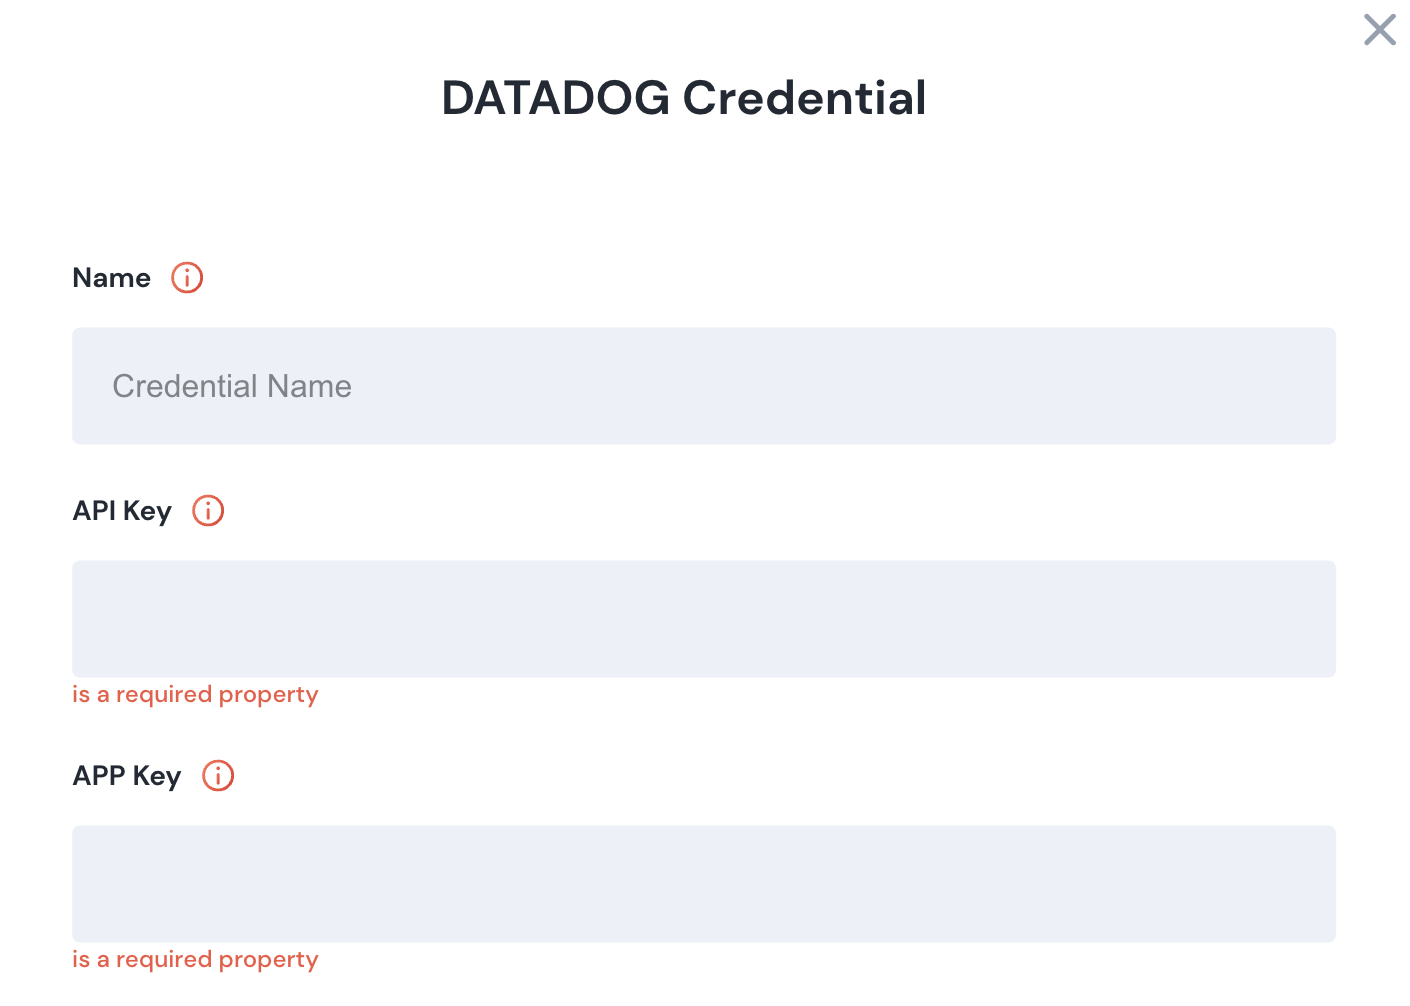 DATADOG Credential
Name
Credential Name
API Key
is a required property
APP Key
is a required property